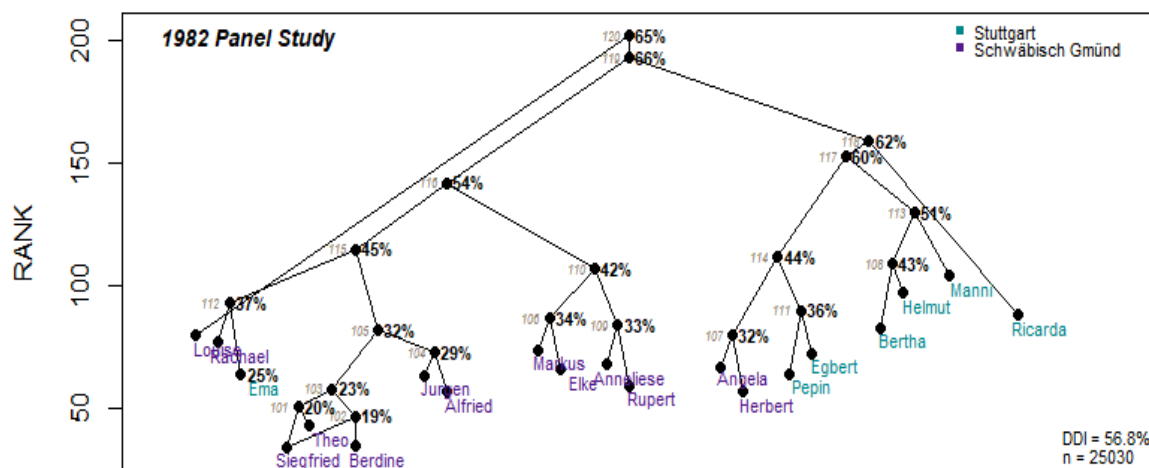 1982 Panel Study
Stuttgart
Schwäbisch Gmünd
RANK
200
150
100
50
120 65%
119 66%
118 62%
117 60%
116 54%
113 51%
115 45%
114 44%
110 42%
108 43%
112 37%
111 36%
106 34%
109 33%
105 32%
107 32%
104 29%
25%
103 23%
101 20%
102 19%
Louise
Rachael
Ema
Jurgen
Alfried
Theo
Siegfried
Berdine
Markus
Elke
Anneliese
Rupert
Angela
Herbert
Pepin
Egbert
Bertha
Helmut
Manni
Ricarda
DDI = 56.8%
n = 25030